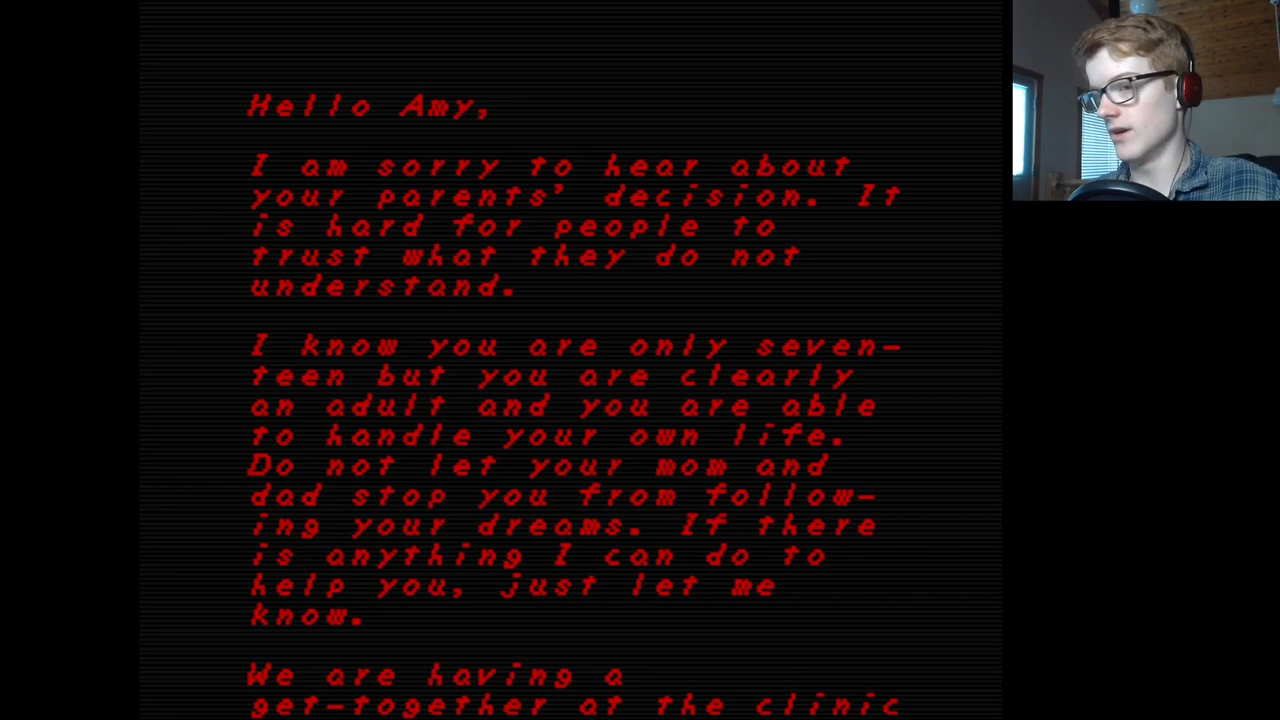 Hello Amy,
I am sorry to hear about
your parents' decision. It
is hard for people to
trust what they do not
understand.
I know you are only seven-
teen but you are clearly
an adult and you are able
to handle your own life.
Do not let your mom and
dad stop you from follow-
ing your dreams. If there
is anything I can do to
help you, just let me
know.
We are having a
get-together at the clinic